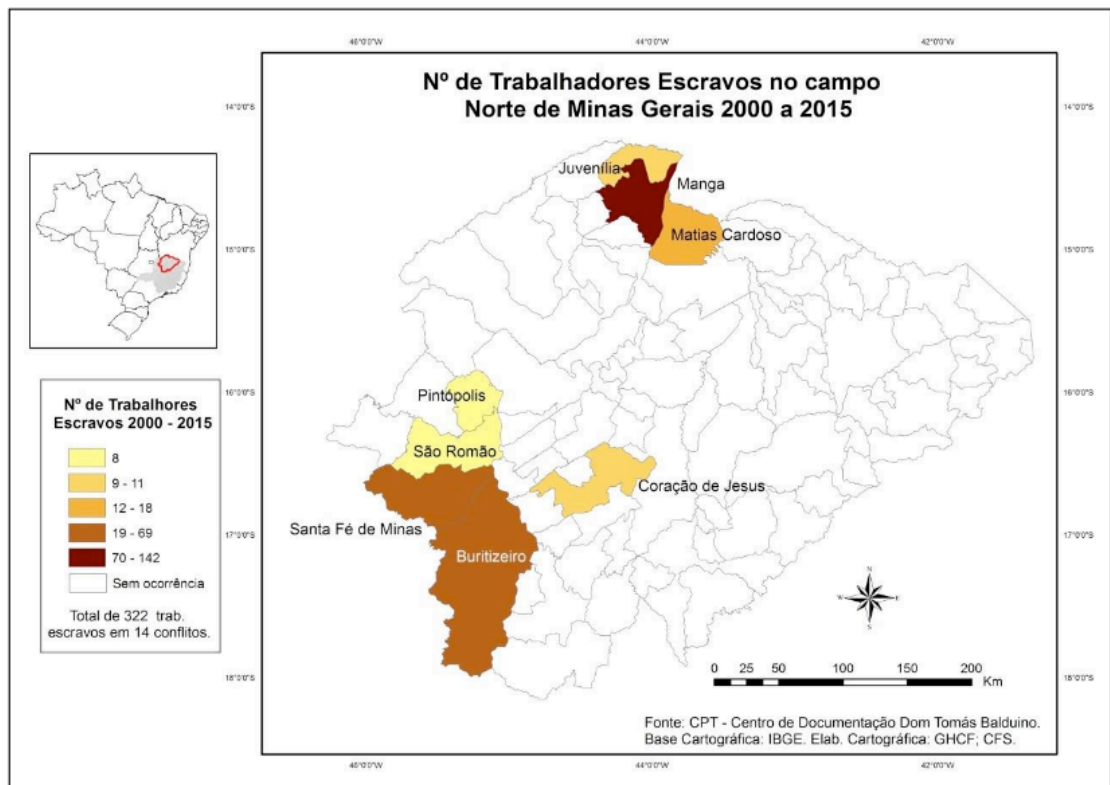 46°0'0"W
44°0'0"W
42°0'0"W
Nº de Trabalhadores Escravos no campo
Norte de Minas Gerais 2000 a 2015
14°0'0"S
14°0'0"S
Juvenília
Manga
Matias Cardoso
15°0'0"S
15°0'0"S
Nº de Trabalhores
Escravos 2000 - 2015
8
9 - 11
12 - 18
19 - 69
70 - 142
Sem ocorrência
Total de 322 trab.
escravos em 14 conflitos.
16°0'0"S
16°0'0"S
Pintópolis
São Romão
Coração de Jesus
Santa Fé de Minas
Buritizeiro
17°0'0"S
17°0'0"S
N
W
E
S
0 25 50 100 150 200
Km
18°0'0"S
18°0'0"S
Fonte: CPT - Centro de Documentação Dom Tomás Balduino.
Base Cartográfica: IBGE. Elab. Cartográfica: GHCF; CFS.
46°0'0"W
44°0'0"W
42°0'0"W